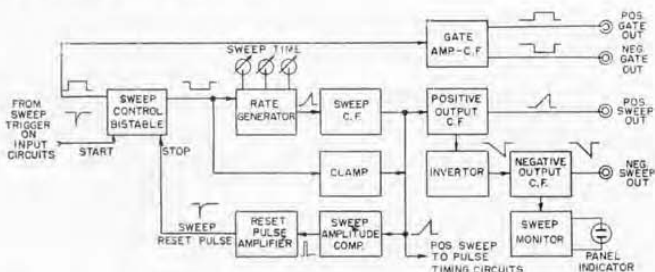 SWEEP TIME
GATE
AMP-C.F
POS.
GATE
OUT
NEG.
GATE OUT
FROM
SWEEP
TRIGGER
ON
INPUT
CIRCUITS
START
SWEEP
CONTROL
BISTABLE
STOP
RATE
GENERATOR
SWEEP
C.F.
POSITIVE
OUTPUT
C.F.
POS.
SWEEP
OUT
CLAMP
INVERTOR
NEGATIVE
OUTPUT
C.F.
NEG.
SWEEP
OUT
SWEEP
RESET PULSE
RESET
PULSE
AMPLIFIER
SWEEP
AMPLITUDE
COMP.
SWEEP
MONITOR
POS. SWEEP
TO PULSE
TIMING CIRCUITS
PANEL
INDICATOR